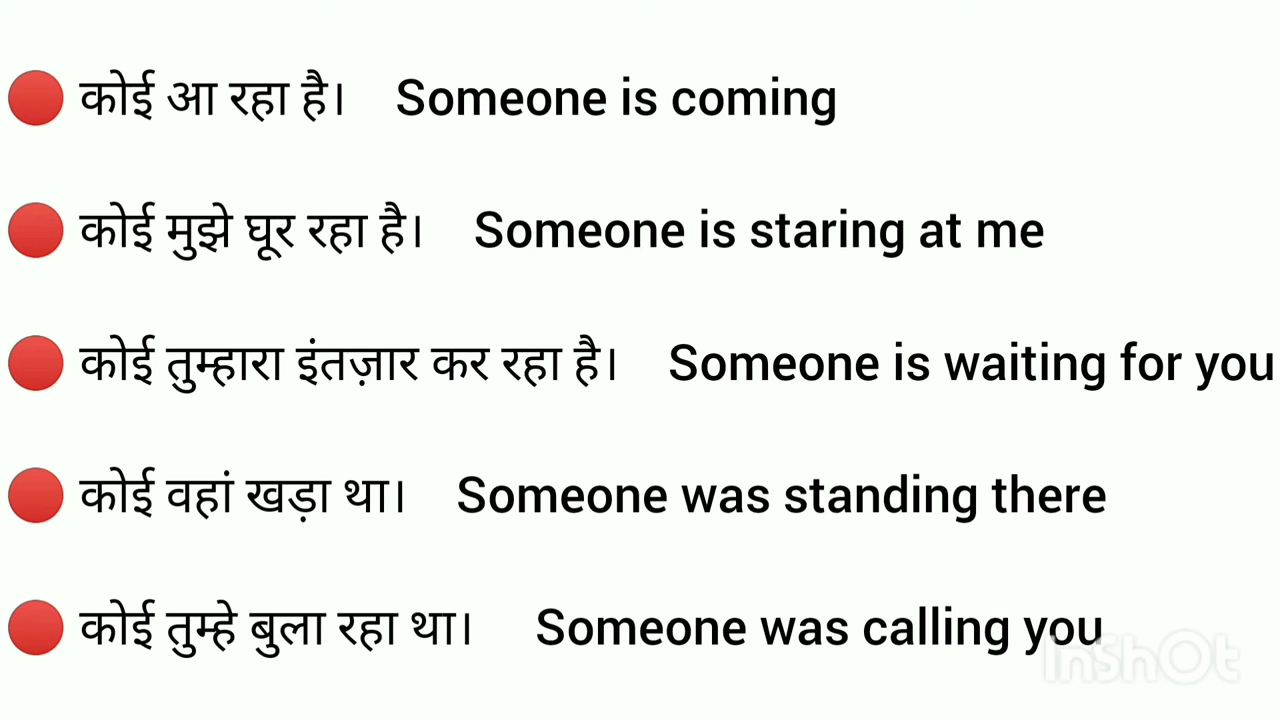 कोई आ रहा है। Someone is coming
कोई मुझे घूर रहा है। Someone is staring at me
कोई तुम्हारा इंतज़ार कर रहा है। Someone is waiting for you
कोई वहां खड़ा था। Someone was standing there
कोई तुम्हे बुला रहा था। Someone was calling you
InShOt